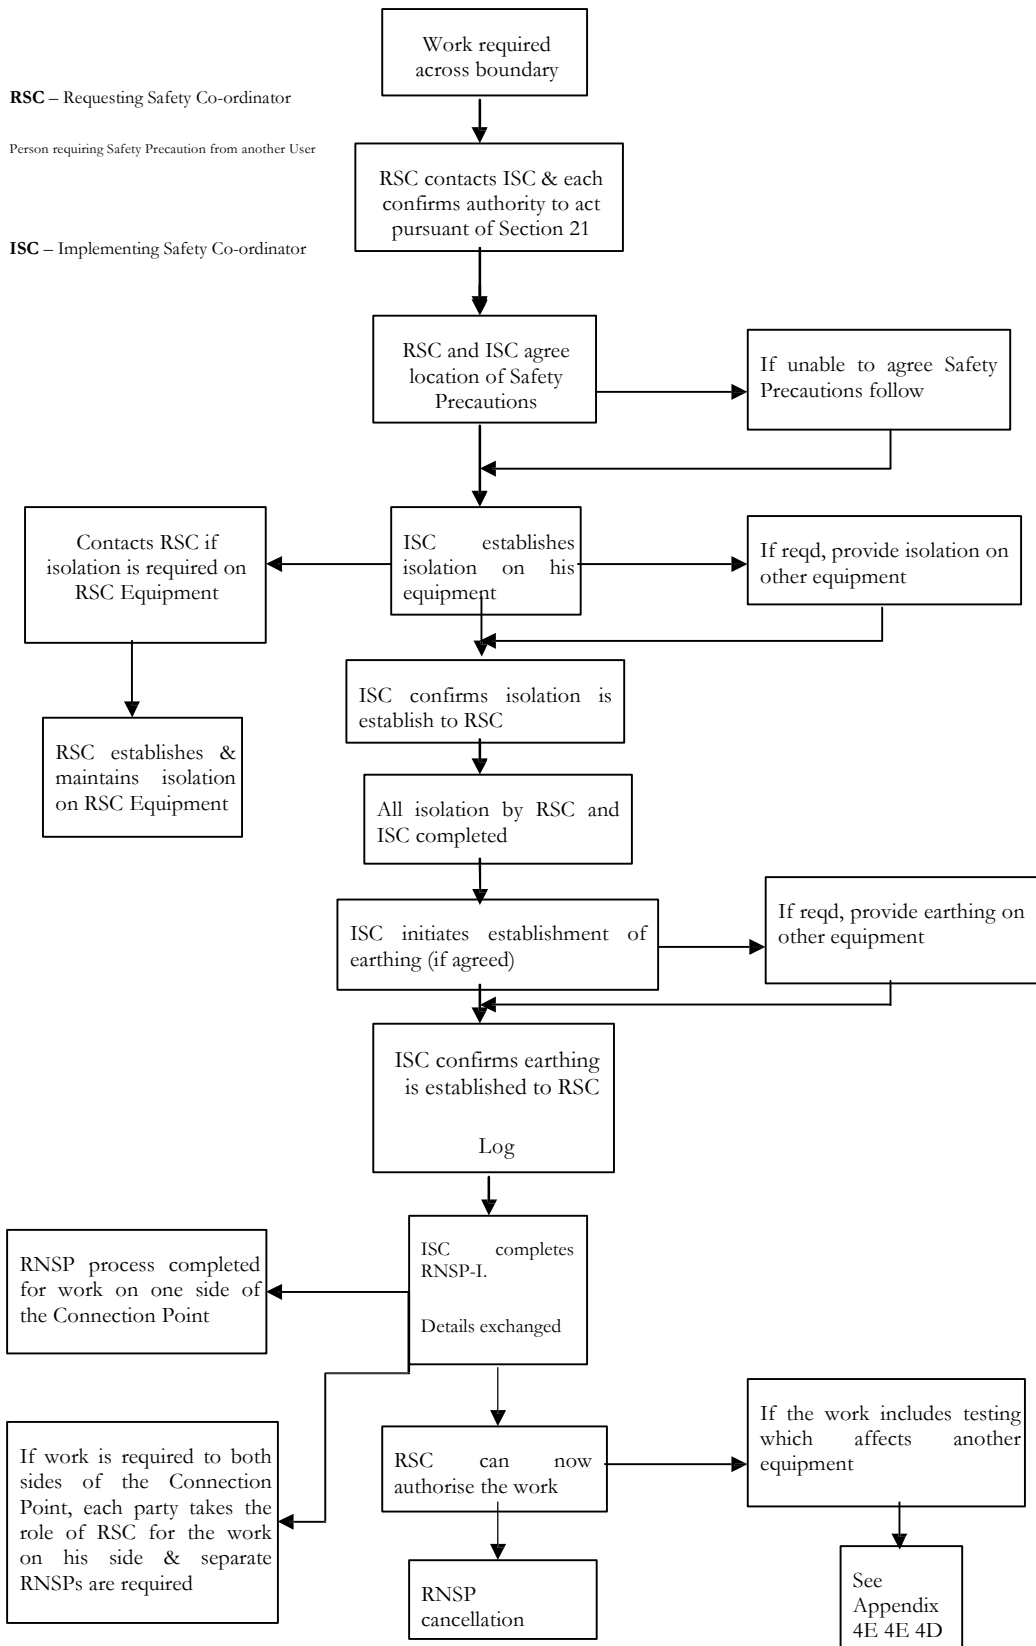 Work required
across boundary
RSC – Requesting Safety Co-ordinator
Person requiring Safety Precaution from another User
RSC contacts ISC & each
confirms authority to act
pursuant of Section 21
ISC – Implementing Safety Co-ordinator
RSC and ISC agree
location of Safety
Precautions
If unable to agree Safety
Precautions follow
Contacts RSC if
isolation is required on
RSC Equipment
ISC establishes
isolation on his
equipment
If reqd, provide isolation on
other equipment
ISC confirms isolation is
establish to RSC
RSC establishes &
maintains isolation
on RSC Equipment
All isolation by RSC and
ISC completed
ISC initiates establishment of
earthing (if agreed)
If reqd, provide earthing on
other equipment
ISC confirms earthing
is established to RSC
Log
ISC completes
RNSP-I.
Details exchanged
RNSP process completed
for work on one side of
the Connection Point
If work is required to both
sides of the Connection
Point, each party takes the
role of RSC for the work
on his side & separate
RNSPs are required
RSC can now
authorise the work
If the work includes testing
which affects another
equipment
RNSP
cancellation
See
Appendix
4E 4E 4D